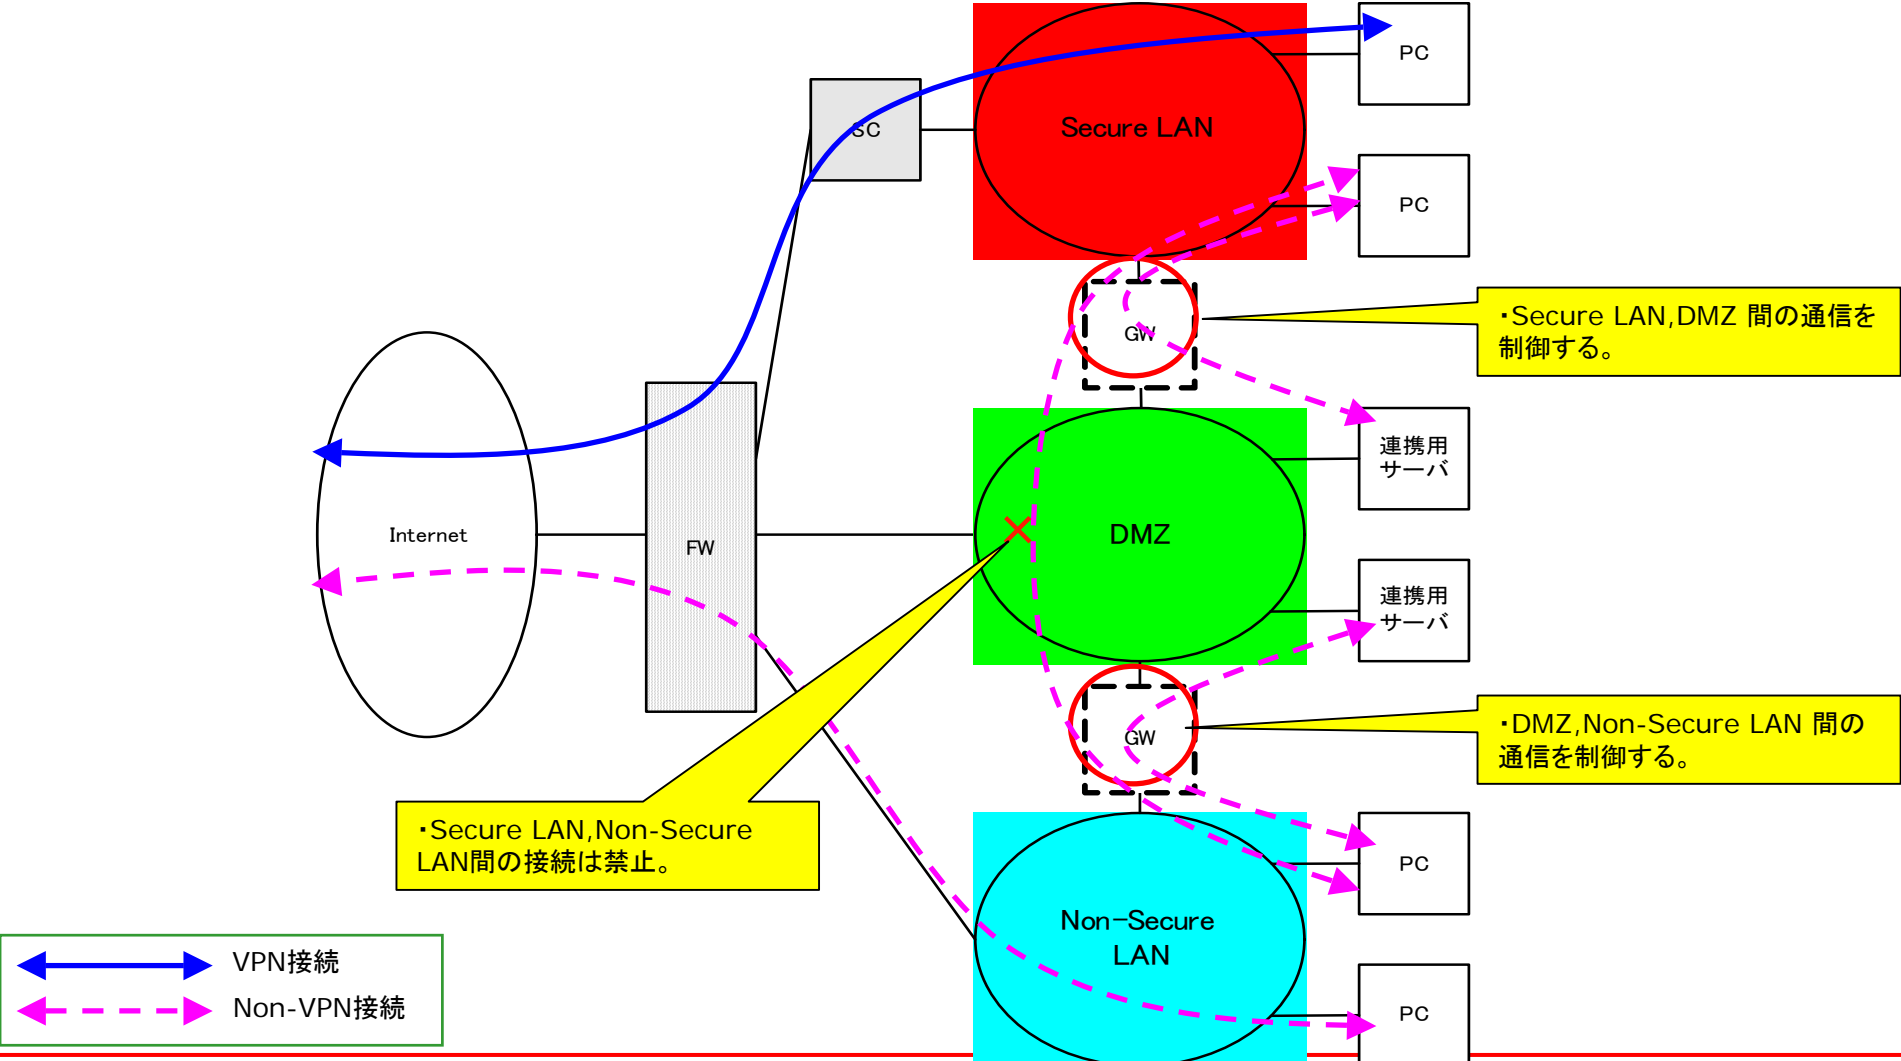 PC
SC
Secure LAN
PC
GW
・Secure LAN,DMZ 間の通信を
制御する。
連携用
サーバ
Internet
FW
DMZ
連携用
サーバ
GW
・DMZ,Non-Secure LAN 間の
通信を制御する。
・Secure LAN,Non-Secure
LAN間の接続は禁止。
PC
Non-Secure
LAN
VPN接続
Non-VPN接続
PC